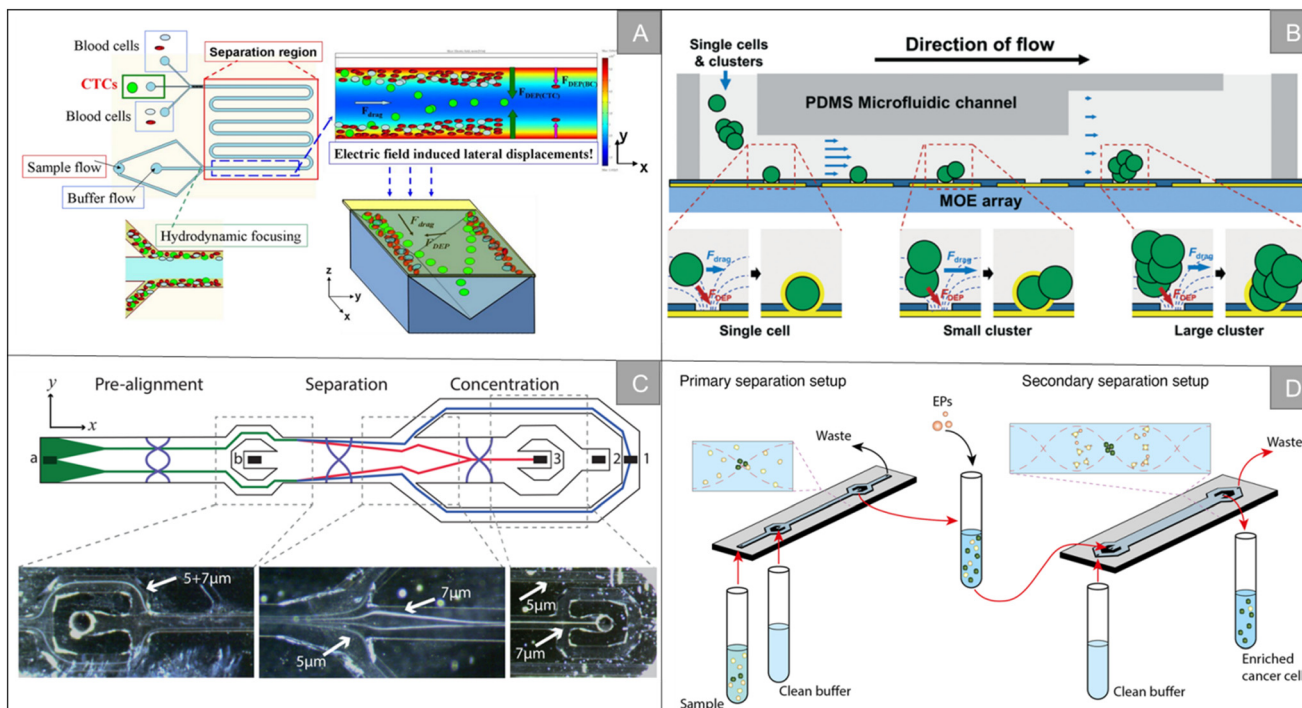 A
Blood cells
Separation region
CTCs
F_DEP(CTC)
F_DEP(BC)
F_drag
Blood cells
y
x
Electric field induced lateral displacements!
Sample flow
Buffer flow
Hydrodynamic focusing
F_drag
F_DEP
z
y
x
B
Single cells
& clusters
Direction of flow
PDMS Microfluidic channel
MOE array
F_drag
F_DEP
F_drag
F_DEP
F_drag
F_DEP
Single cell
Small cluster
Large cluster
C
y
x
Pre-alignment
Separation
Concentration
a
b
3
2
1
5+7µm
7µm
5µm
5µm
7µm
D
Primary separation setup
Secondary separation setup
EPs
Waste
Waste
Sample
Clean buffer
Clean buffer
Enriched
cancer cell